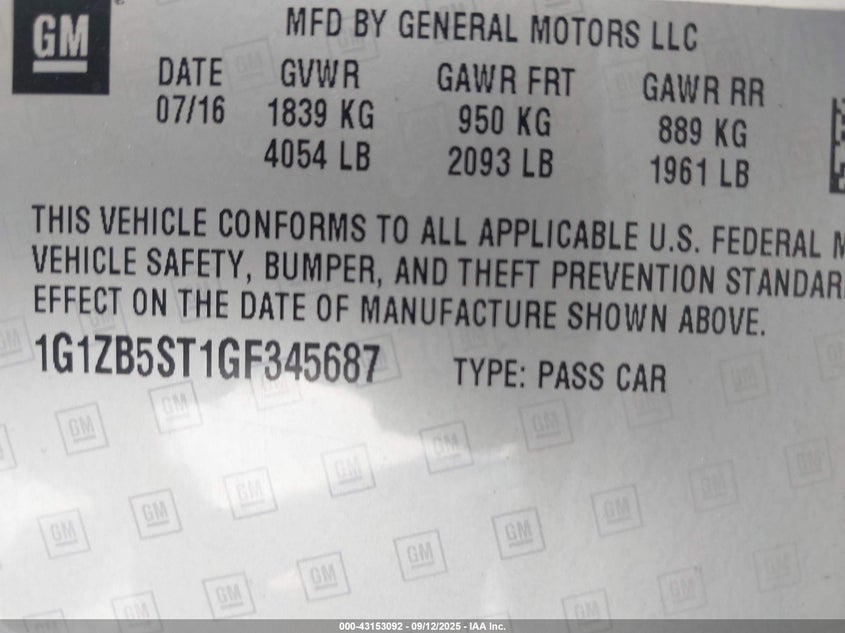 GM
MFD BY GENERAL MOTORS LLC
DATE GVWR GAWR FRT GAWR RR
07/16 1839 KG 950 KG 889 KG
4054 LB 2093 LB 1961 LB
THIS VEHICLE CONFORMS TO ALL APPLICABLE U.S. FEDERAL M
VEHICLE SAFETY, BUMPER, AND THEFT PREVENTION STANDAR
EFFECT ON THE DATE OF MANUFACTURE SHOWN ABOVE.
1G1ZB5ST1GF345687 TYPE: PASS CAR
000-43153092 - 09/12/2025 - IAA Inc.